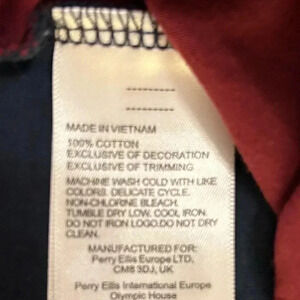 ----------
----------
MADE IN VIETNAM
100% COTTON
EXCLUSIVE OF DECORATION
EXCLUSIVE OF TRIMMING
MACHINE WASH COLD WITH LIKE
COLORS. DELICATE CYCLE.
NON-CHLORINE BLEACH.
TUMBLE DRY LOW. COOL IRON.
DO NOT IRON LOGO.DO NOT DRY
CLEAN.
MANUFACTURED BY:
Perry Ellis Europe LTD,
CM8 3DJ, UK
Perry Ellis International Europe
Olympic House